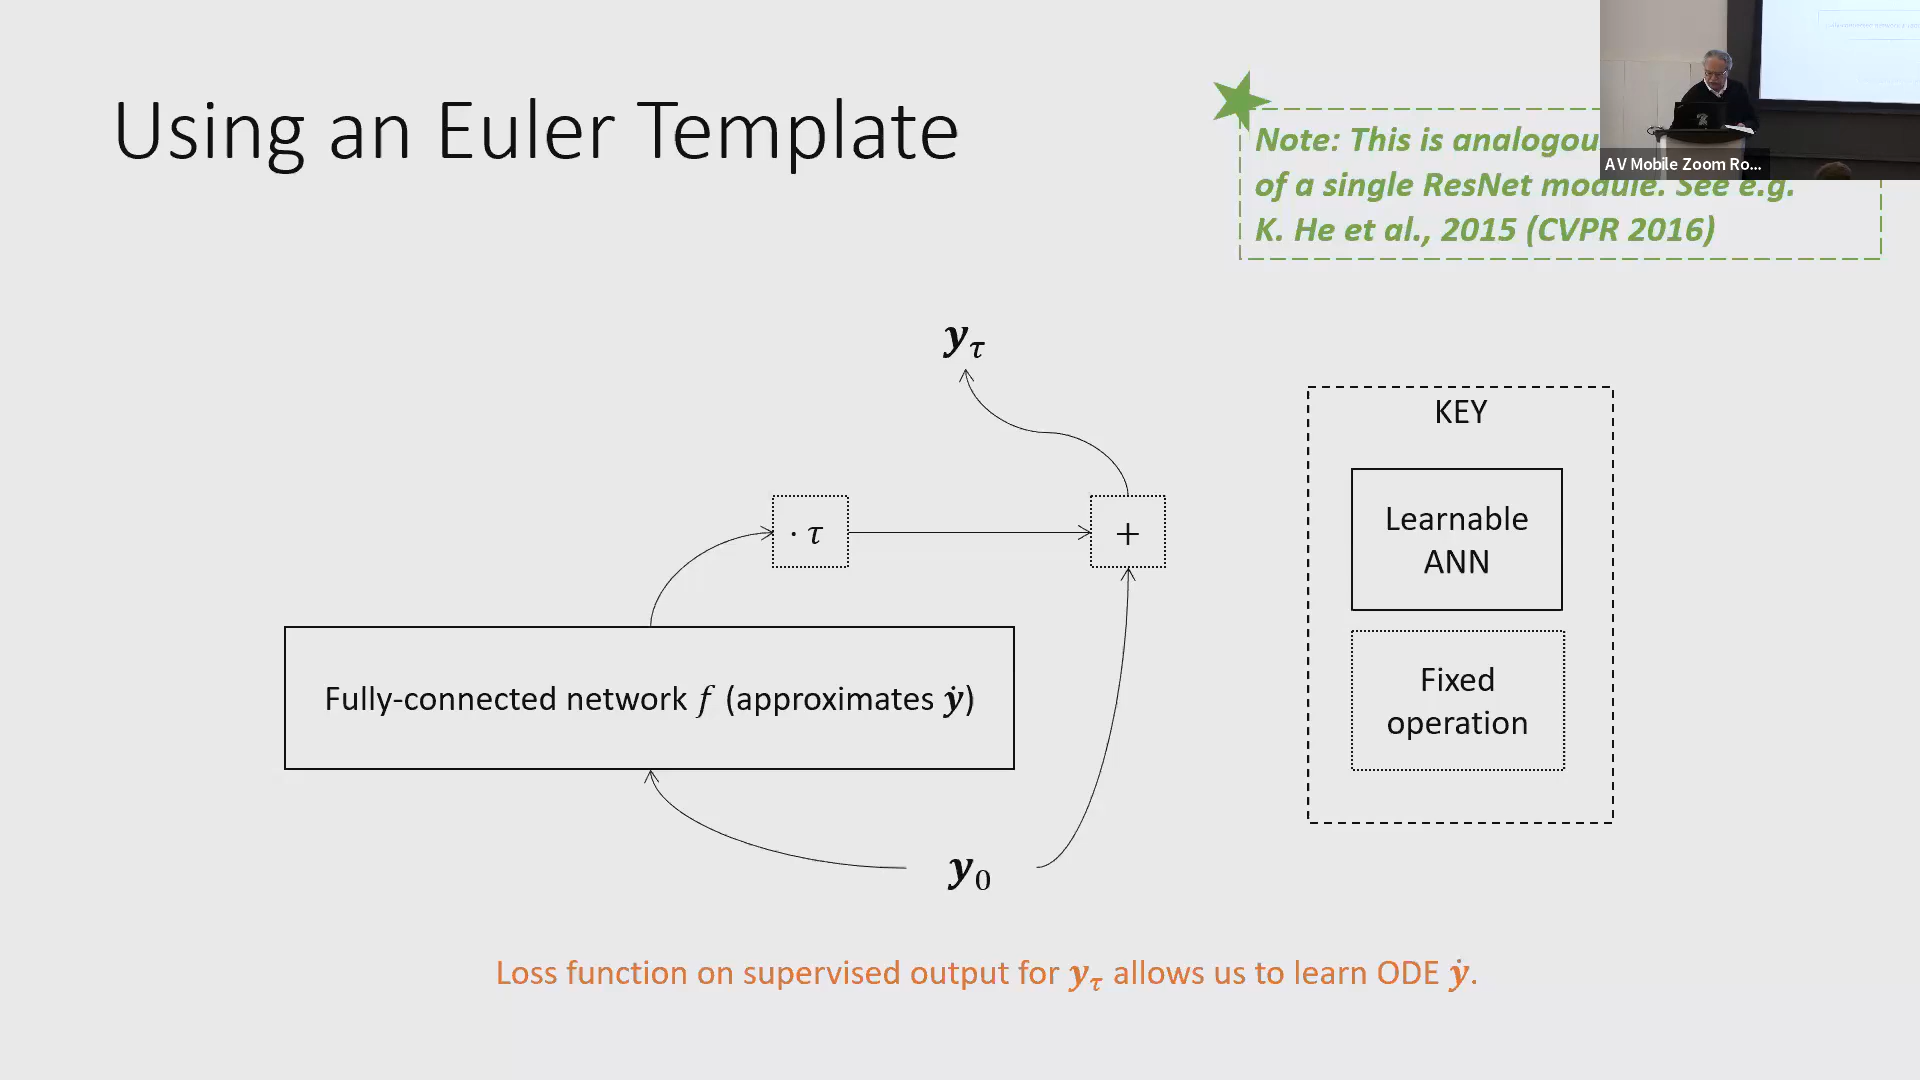 Using an Euler Template
Note: This is
of a single ResNet module. See e.g.
K. He et al., 2015 (CVPR 2016)
AV Mobile Zoom Ro...
𝒚τ
KEY
Learnable
ANN
· τ
+
Fixed
operation
Fully-connected network f (approximates ẏ)
𝒚0
Loss function on supervised output for 𝒚τ allows us to learn ODE ẏ.